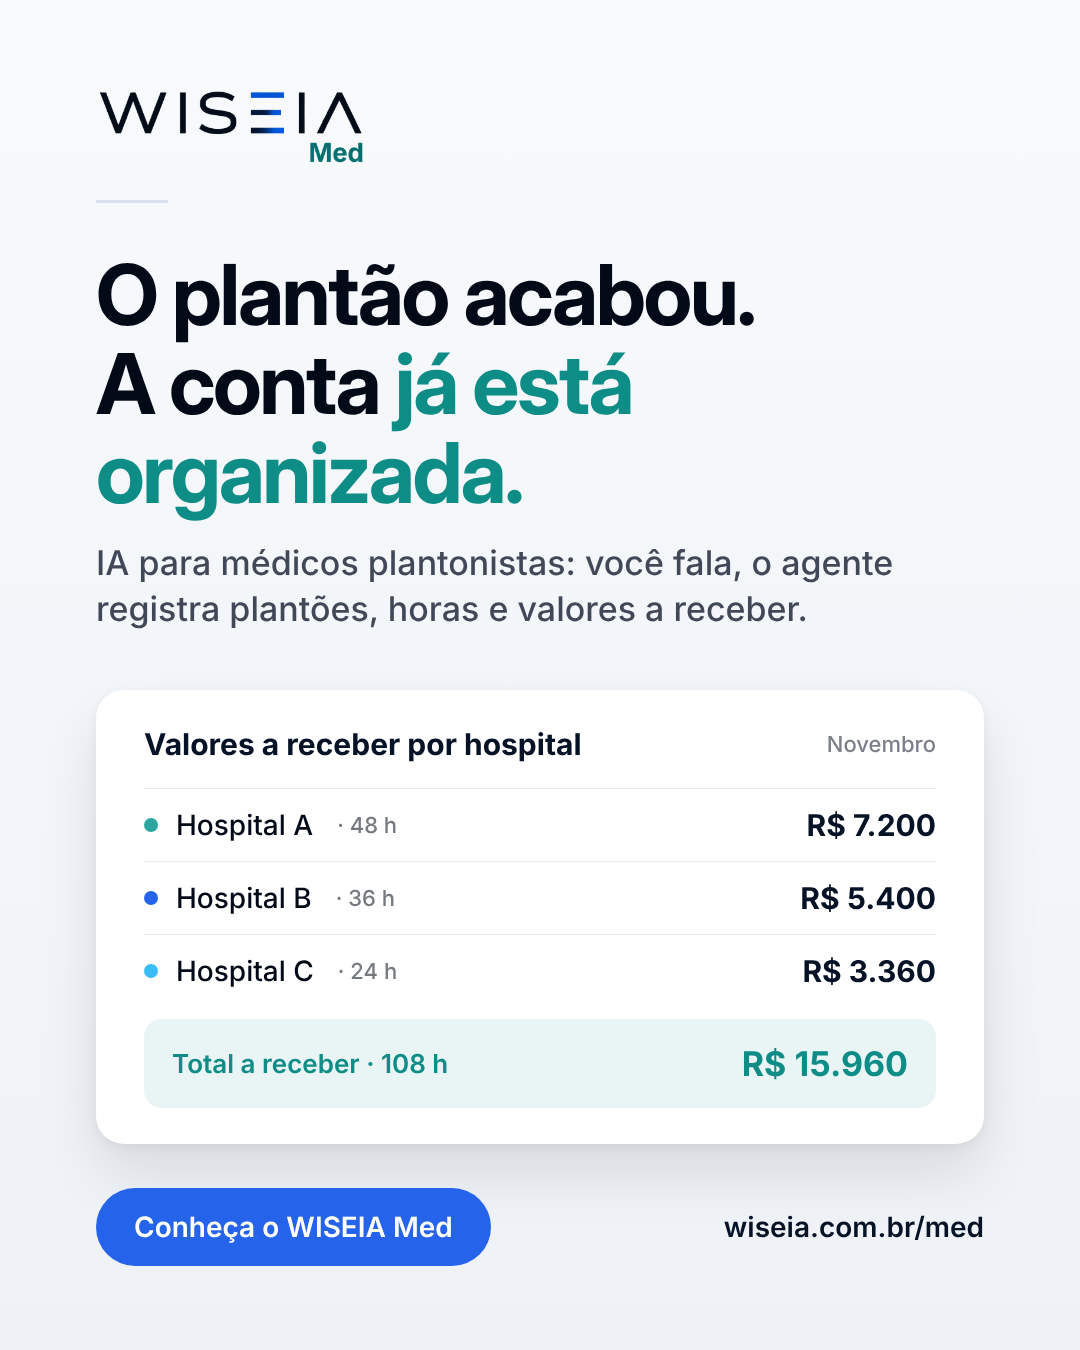 WISEIA
Med
O plantão acabou.
A conta já está
organizada.
IA para médicos plantonistas: você fala, o agente
registra plantões, horas e valores a receber.
Valores a receber por hospital Novembro
Hospital A · 48 h R$ 7.200
Hospital B · 36 h R$ 5.400
Hospital C · 24 h R$ 3.360
Total a receber · 108 h R$ 15.960
Conheça o WISEIA Med wiseia.com.br/med